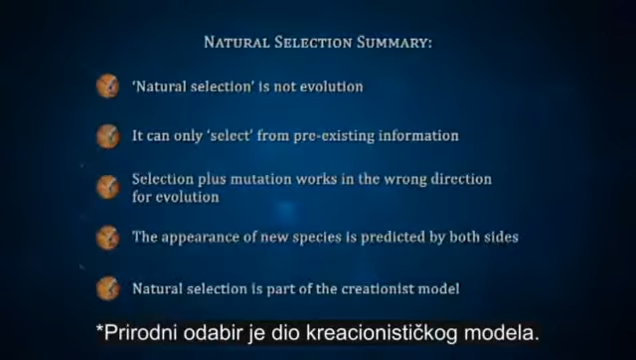 NATURAL SELECTION SUMMARY:
'Natural selection' is not evolution
It can only 'select' from pre-existing information
Selection plus mutation works in the wrong direction
for evolution
The appearance of new species is predicted by both sides
Natural selection is part of the creationist model
*Prirodni odabir je dio kreacionističkog modela.